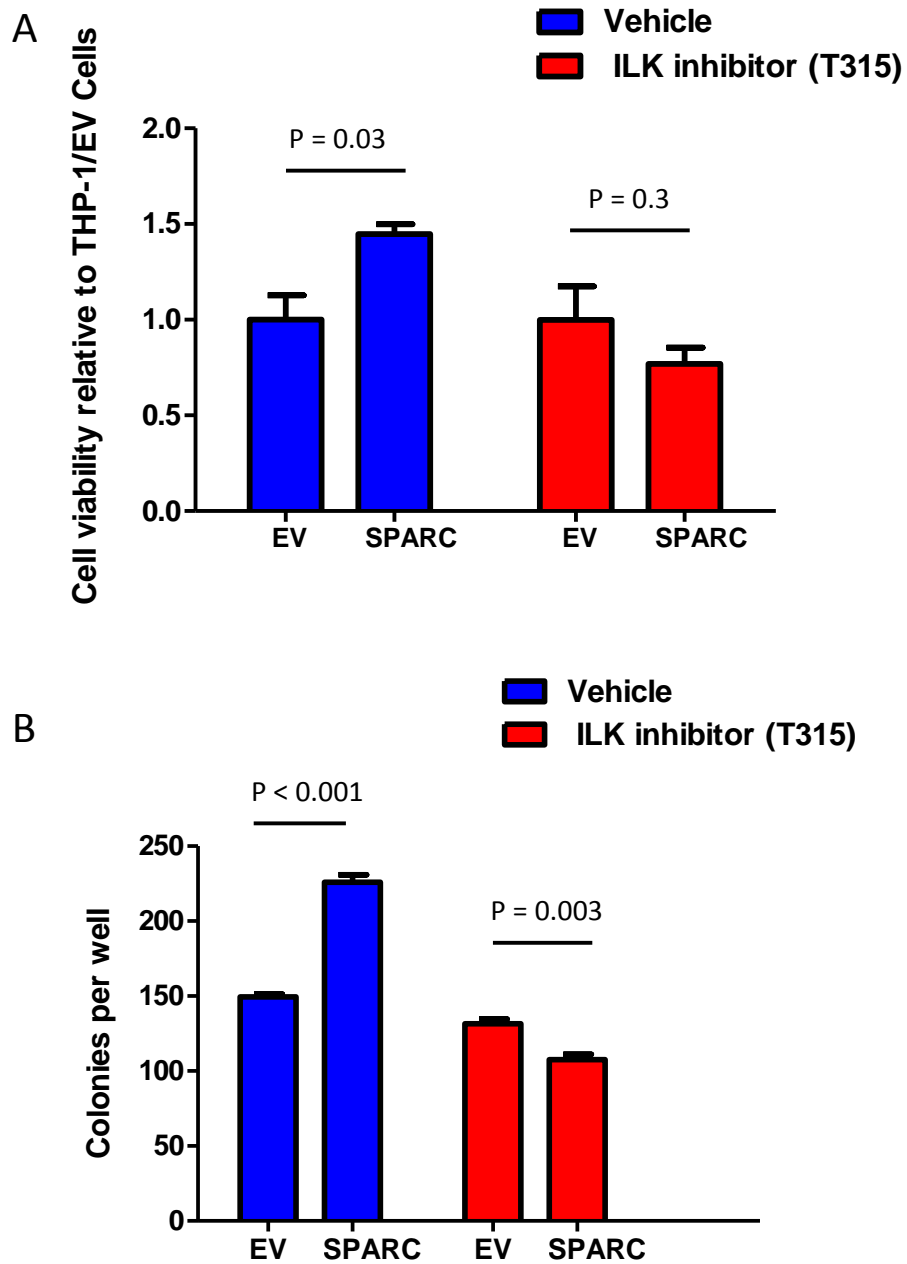 A
Vehicle
ILK inhibitor (T315)
Cell viability relative to THP-1/EV Cells
2.0
1.5
1.0
0.5
0.0
P = 0.03
P = 0.3
EV SPARC EV SPARC
B
Vehicle
ILK inhibitor (T315)
Colonies per well
250
200
150
100
50
0
P < 0.001
P = 0.003
EV SPARC EV SPARC